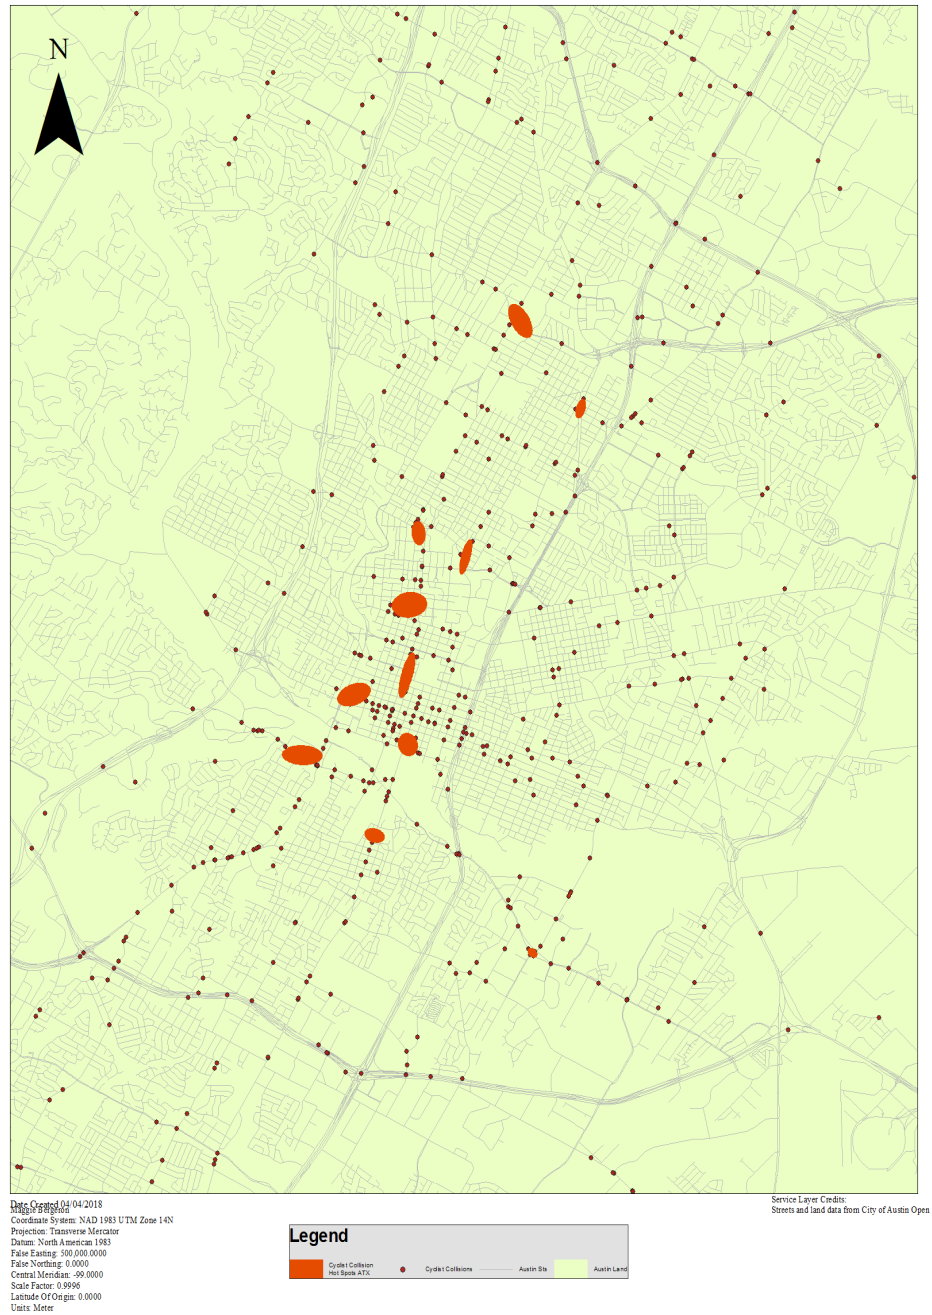 N
Date Created 04/04/2018
Maggie Bergeron
Coordinate System: NAD 1983 UTM Zone 14N
Projection: Transverse Mercator
Datum: North American 1983
False Easting: 500,000.0000
False Northing: 0.0000
Central Meridian: -99.0000
Scale Factor: 0.9996
Latitude Of Origin: 0.0000
Units: Meter
Legend
Cyclist Collision
Hot Spots ATX
Cyclist Collisions
Austin Sts
Austin Land
Service Layer Credits:
Streets and land data from City of Austin Open